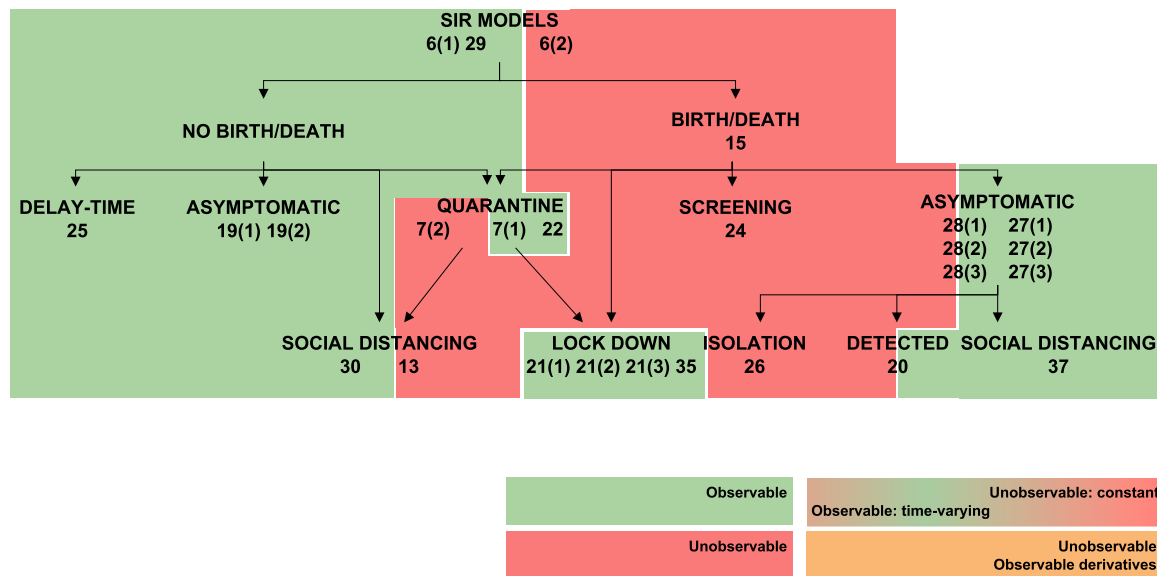 SIR MODELS
6(1) 29 6(2)
NO BIRTH/DEATH
BIRTH/DEATH
15
DELAY-TIME
25
ASYMPTOMATIC
19(1) 19(2)
QUARANTINE
7(2) 7(1) 22
SCREENING
24
ASYMPTOMATIC
28(1) 27(1)
28(2) 27(2)
28(3) 27(3)
SOCIAL DISTANCING
30 13
LOCK DOWN
21(1) 21(2) 21(3) 35
ISOLATION
26
DETECTED
20
SOCIAL DISTANCING
37
Observable
Unobservable: constant
Observable: time-varying
Unobservable
Unobservable
Observable derivatives